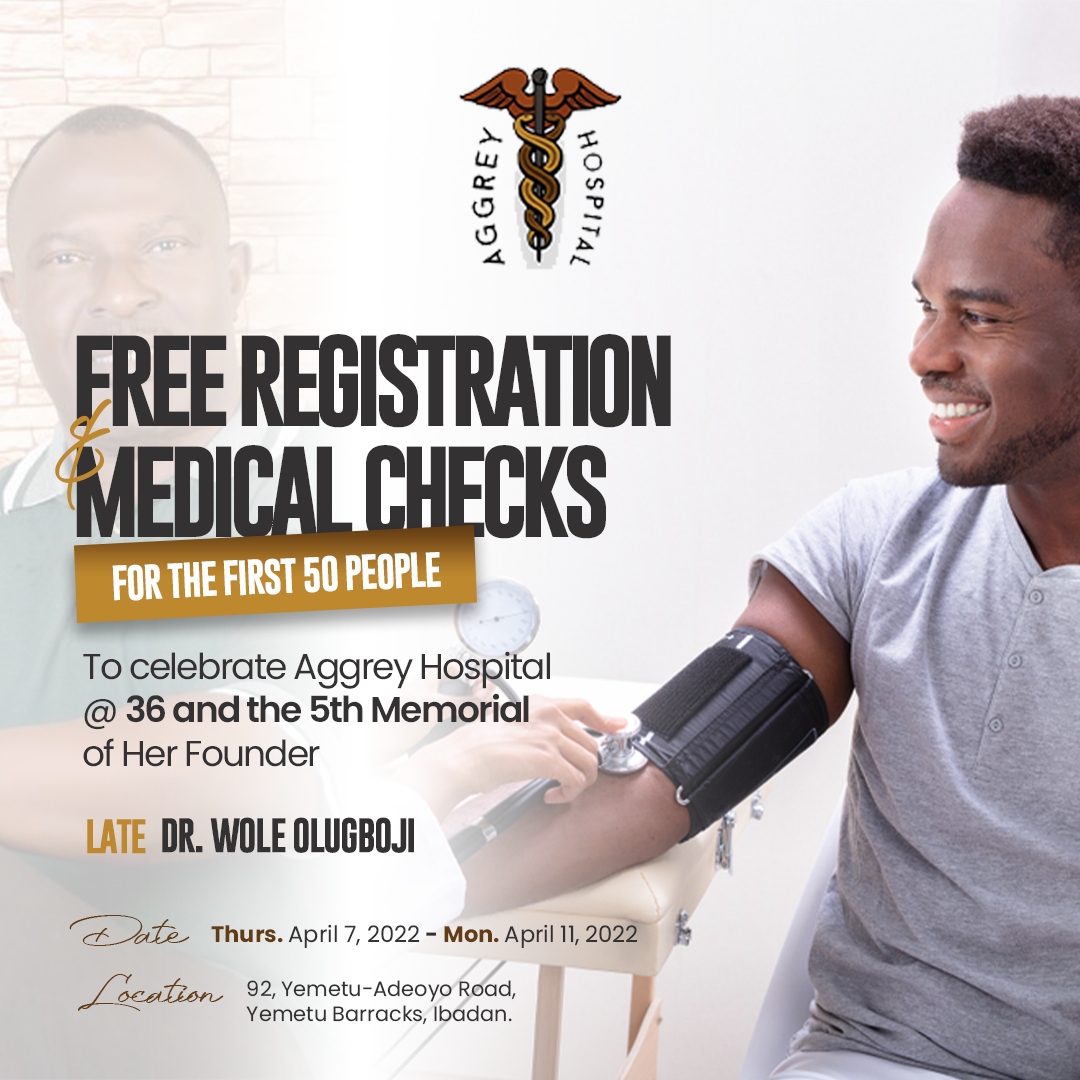 AGGREY HOSPITAL
FREE REGISTRATION
&
MEDICAL CHECKS
FOR THE FIRST 50 PEOPLE
To celebrate Aggrey Hospital
@ 36 and the 5th Memorial
of Her Founder
LATE DR. WOLE OLUGBOJI
Date Thurs. April 7, 2022 - Mon. April 11, 2022
Location 92, Yemetu-Adeoyo Road,
Yemetu Barracks, Ibadan.